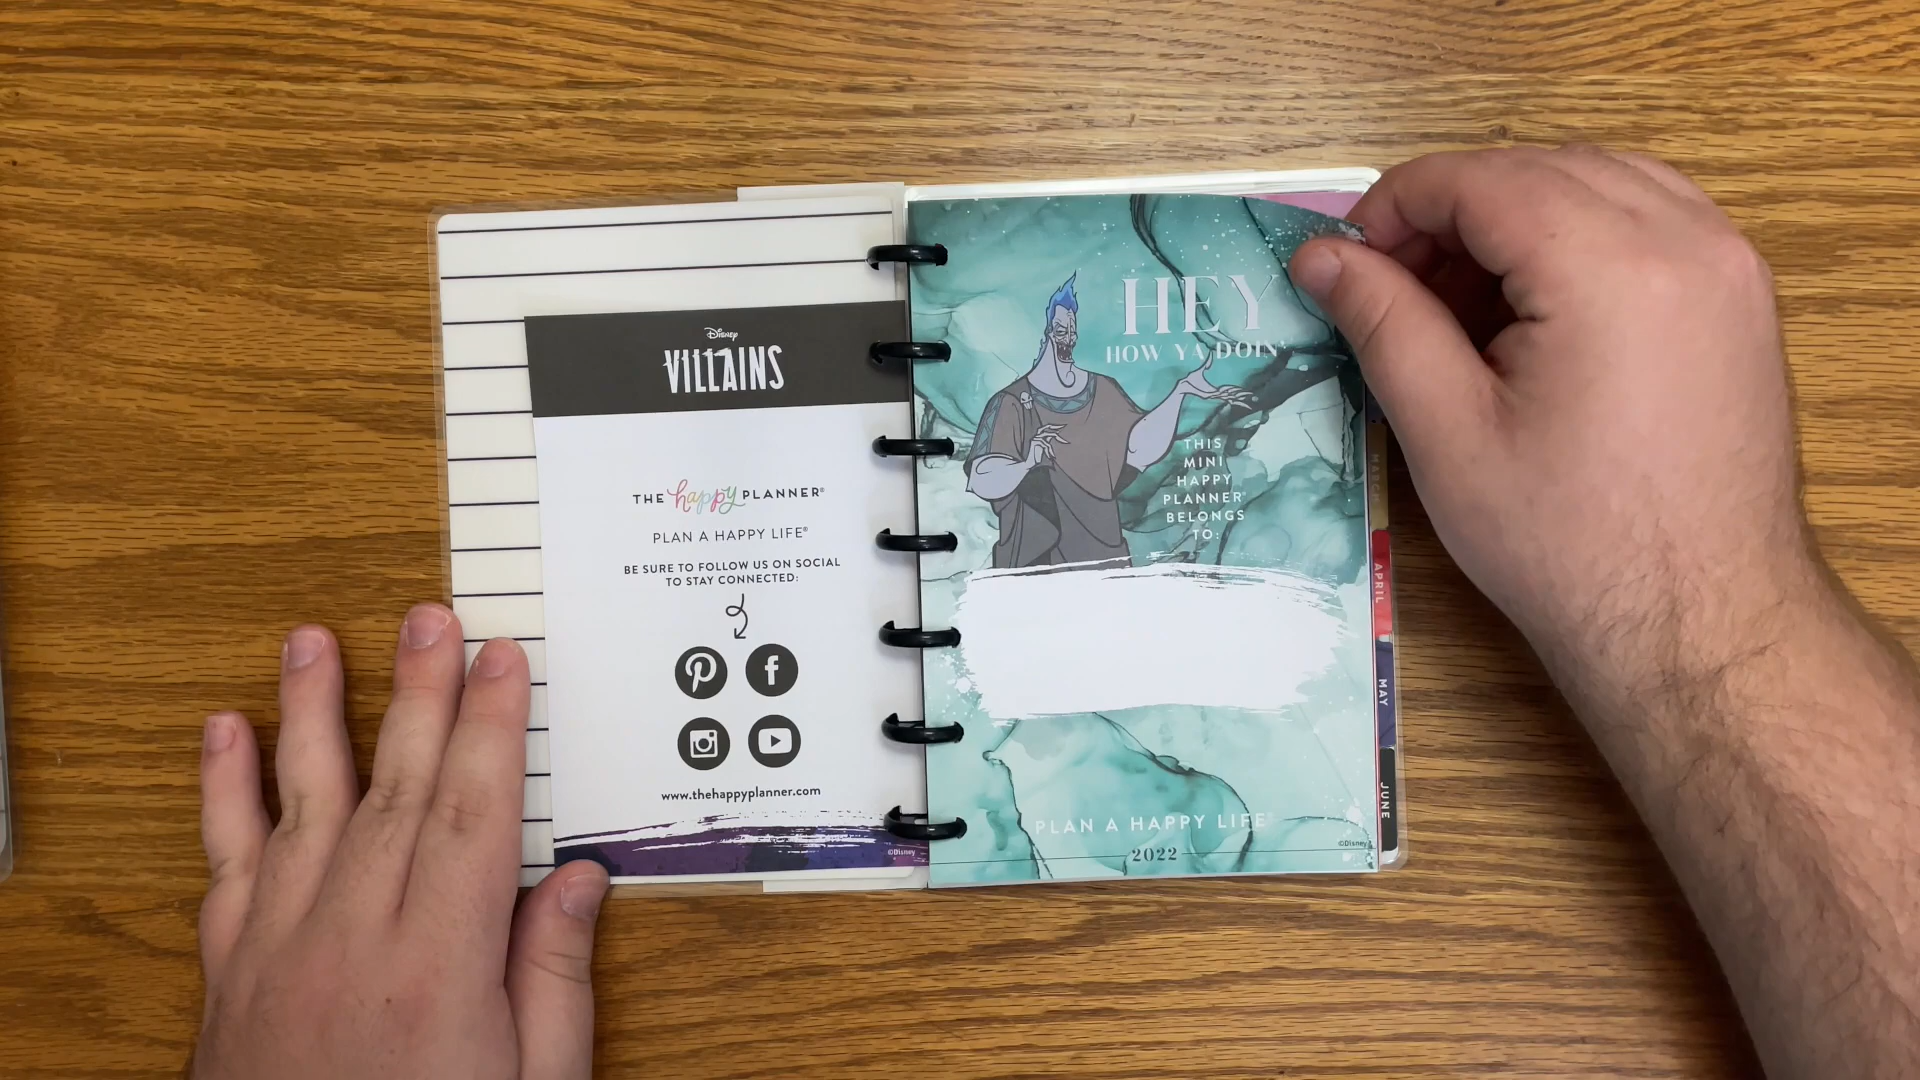 Disney
VILLAINS
THE happy PLANNER®
PLAN A HAPPY LIFE®
BE SURE TO FOLLOW US ON SOCIAL
TO STAY CONNECTED:
www.thehappyplanner.com
©Disney
HEY
HOW YA DOIN'
THIS
MINI
HAPPY
PLANNER®
BELONGS
TO:
PLAN A HAPPY LIFE®
2022
©Disney
MARCH
APRIL
MAY
JUNE